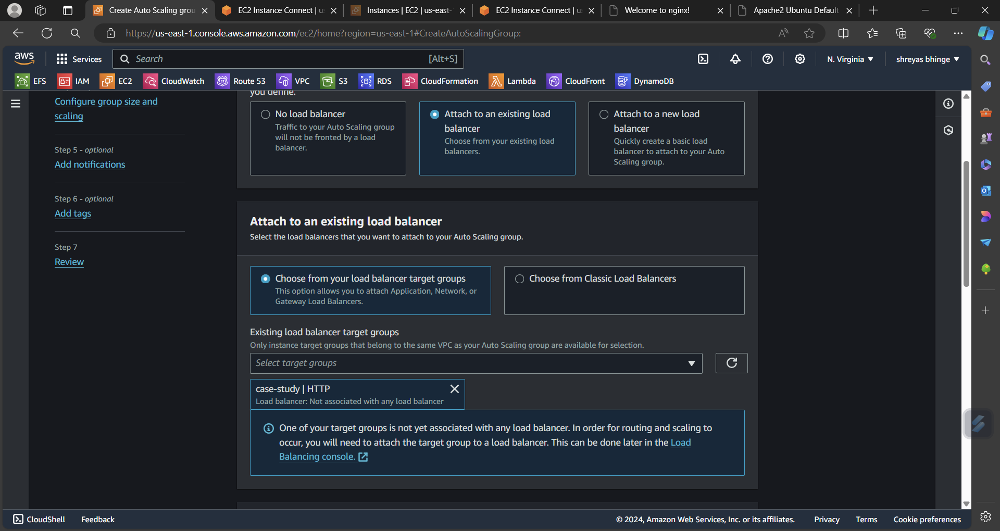 Create Auto Scaling grou
EC2 Instance Connect | us
Instances | EC2 | us-east-
EC2 Instance Connect | u
Welcome to nginx!
Apache2 Ubuntu Default
https://us-east-1.console.aws.amazon.com/ec2/home?region=us-east-1#CreateAutoScalingGroup:
aws
Services
Search
[Alt+S]
N. Virginia
shreyas bhinge
EFS
IAM
EC2
CloudWatch
Route 53
VPC
S3
RDS
CloudFormation
Lambda
CloudFront
DynamoDB
Configure group size and
scaling
Step 5 - optional
Add notifications
Step 6 - optional
Add tags
Step 7
Review
you define.
No load balancer
Traffic to your Auto Scaling group
will not be fronted by a load
balancer.
Attach to an existing load
balancer
Choose from your existing load
balancers.
Attach to a new load
balancer
Quickly create a basic load
balancer to attach to your Auto
Scaling group.
Attach to an existing load balancer
Select the load balancers that you want to attach to your Auto Scaling group.
Choose from your load balancer target groups
This option allows you to attach Application, Network, or
Gateway Load Balancers.
Choose from Classic Load Balancers
Existing load balancer target groups
Only instance target groups that belong to the same VPC as your Auto Scaling group are available for selection.
Select target groups
case-study | HTTP
Load balancer: Not associated with any load balancer
One of your target groups is not yet associated with any load balancer. In order for routing and scaling to
occur, you will need to attach the target group to a load balancer. This can be done later in the Load
Balancing console.
CloudShell
Feedback
© 2024, Amazon Web Services, Inc. or its affiliates.
Privacy
Terms
Cookie preferences